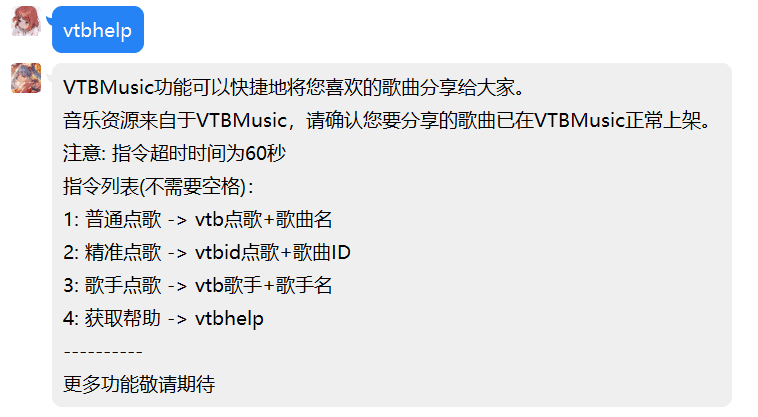 vtbhelp
VTBMusic功能可以快捷地将您喜欢的歌曲分享给大家。
音乐资源来自于VTBMusic，请确认您要分享的歌曲已在VTBMusic正常上架。
注意: 指令超时时间为60秒
指令列表(不需要空格)：
1: 普通点歌 -> vtb点歌+歌曲名
2: 精准点歌 -> vtbid点歌+歌曲ID
3: 歌手点歌 -> vtb歌手+歌手名
4: 获取帮助 -> vtbhelp
----------
更多功能敬请期待